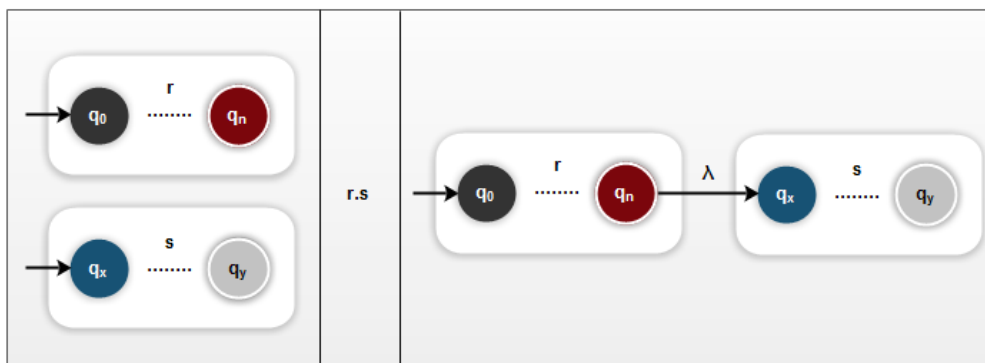 r
q0 ........ qn
s
qx ........ qy
r.s
r
q0 ........ qn
λ
s
qx ........ qy